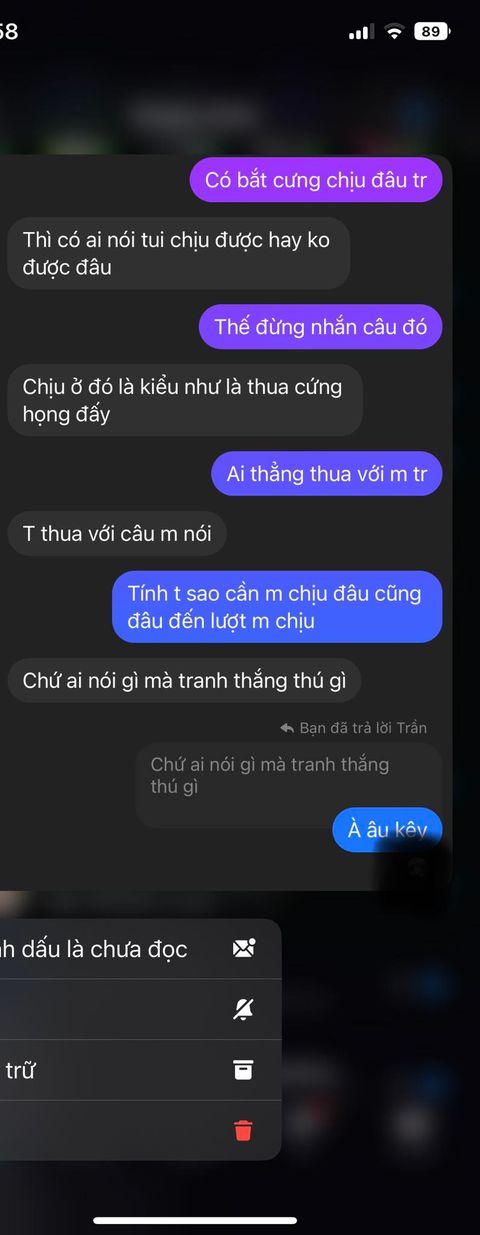 58
89
Có bắt cưng chịu đâu tr
Thì có ai nói tui chịu được hay ko
được đâu
Thế đừng nhắn câu đó
Chịu ở đó là kiểu như là thua cứng
họng đấy
Ai thẳng thua với m tr
T thua với câu m nói
Tính t sao cần m chịu đâu cũng
đâu đến lượt m chịu
Chứ ai nói gì mà tranh thắng thú gì
Bạn đã trả lời Trần
Chứ ai nói gì mà tranh thắng
thú gì
À âu kêy
nh dấu là chưa đọc
trữ